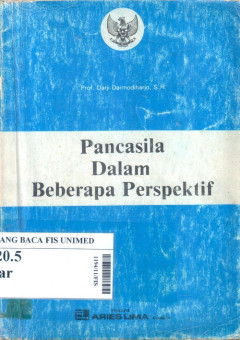 Prof. Darji Darmodiharjo, S.H.
Pancasila
Dalam
Beberapa Perspektif
ANG BACA FIS UNIMED
20.5
ar
ARIES LIMA